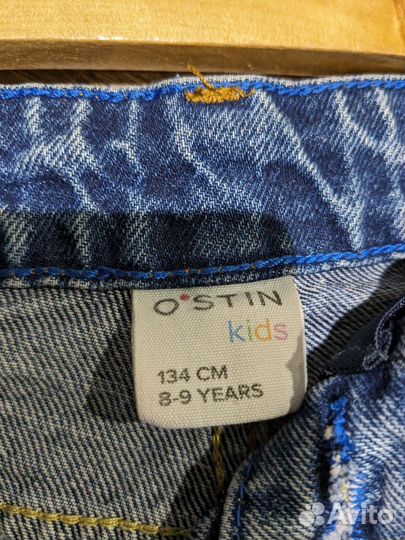 O'STIN
kids
134 CM
8-9 YEARS
Avito